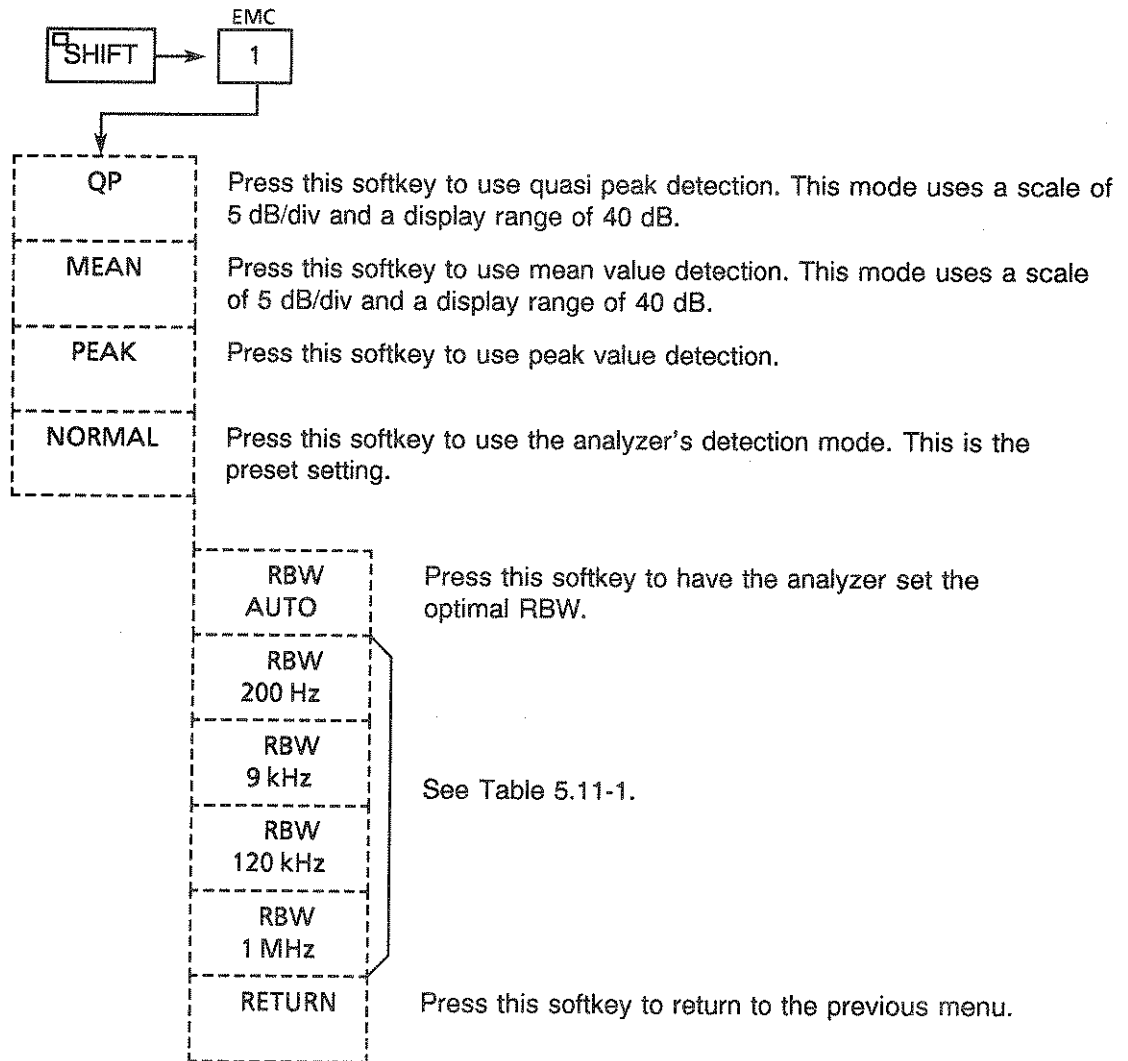 EMC
SHIFT
1
QP
Press this softkey to use quasi peak detection. This mode uses a scale of
5 dB/div and a display range of 40 dB.
MEAN
Press this softkey to use mean value detection. This mode uses a scale
of 5 dB/div and a display range of 40 dB.
PEAK
Press this softkey to use peak value detection.
NORMAL
Press this softkey to use the analyzer's detection mode. This is the
preset setting.
RBW
AUTO
Press this softkey to have the analyzer set the
optimal RBW.
RBW
200 Hz
RBW
9 kHz
See Table 5.11-1.
RBW
120 kHz
RBW
1 MHz
RETURN
Press this softkey to return to the previous menu.